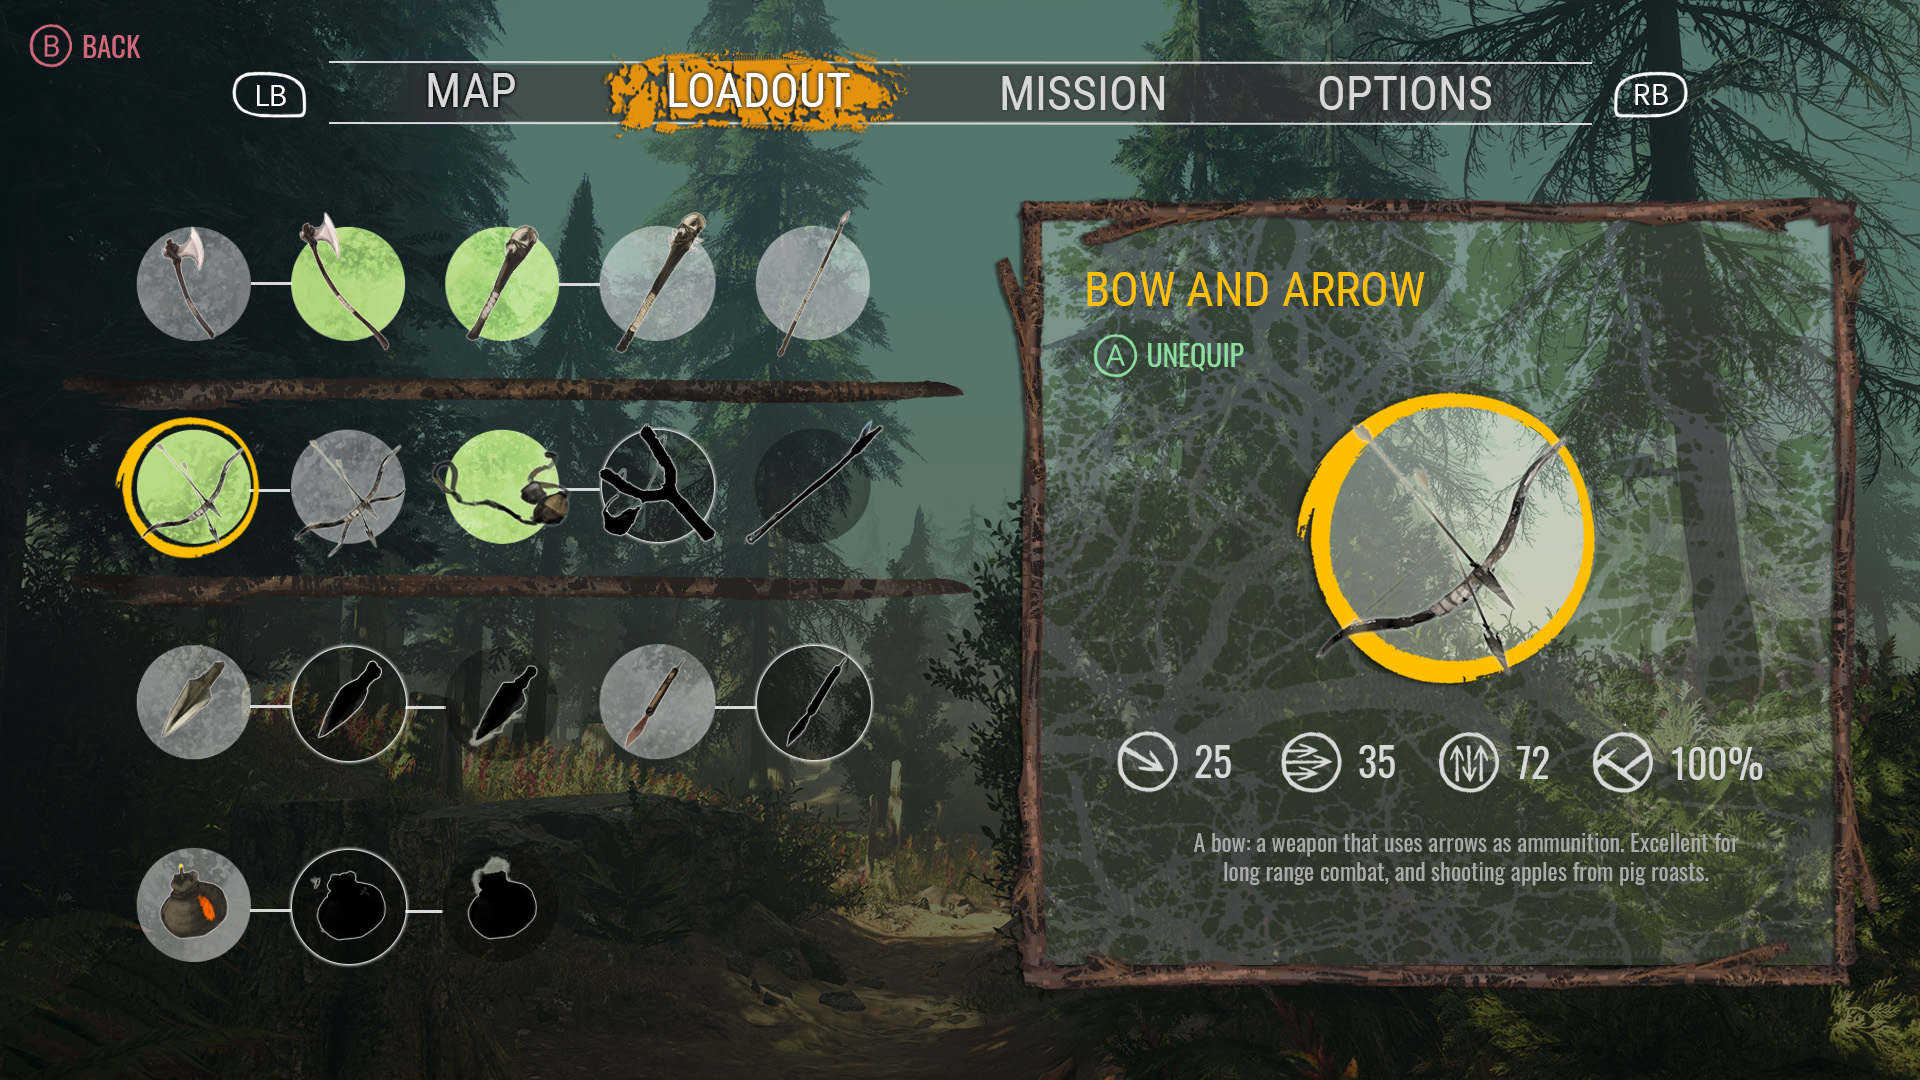 B BACK
LB MAP LOADOUT MISSION OPTIONS RB
BOW AND ARROW
A UNEQUIP
25 35 72 100%
A bow: a weapon that uses arrows as ammunition. Excellent for
long range combat, and shooting apples from pig roasts.